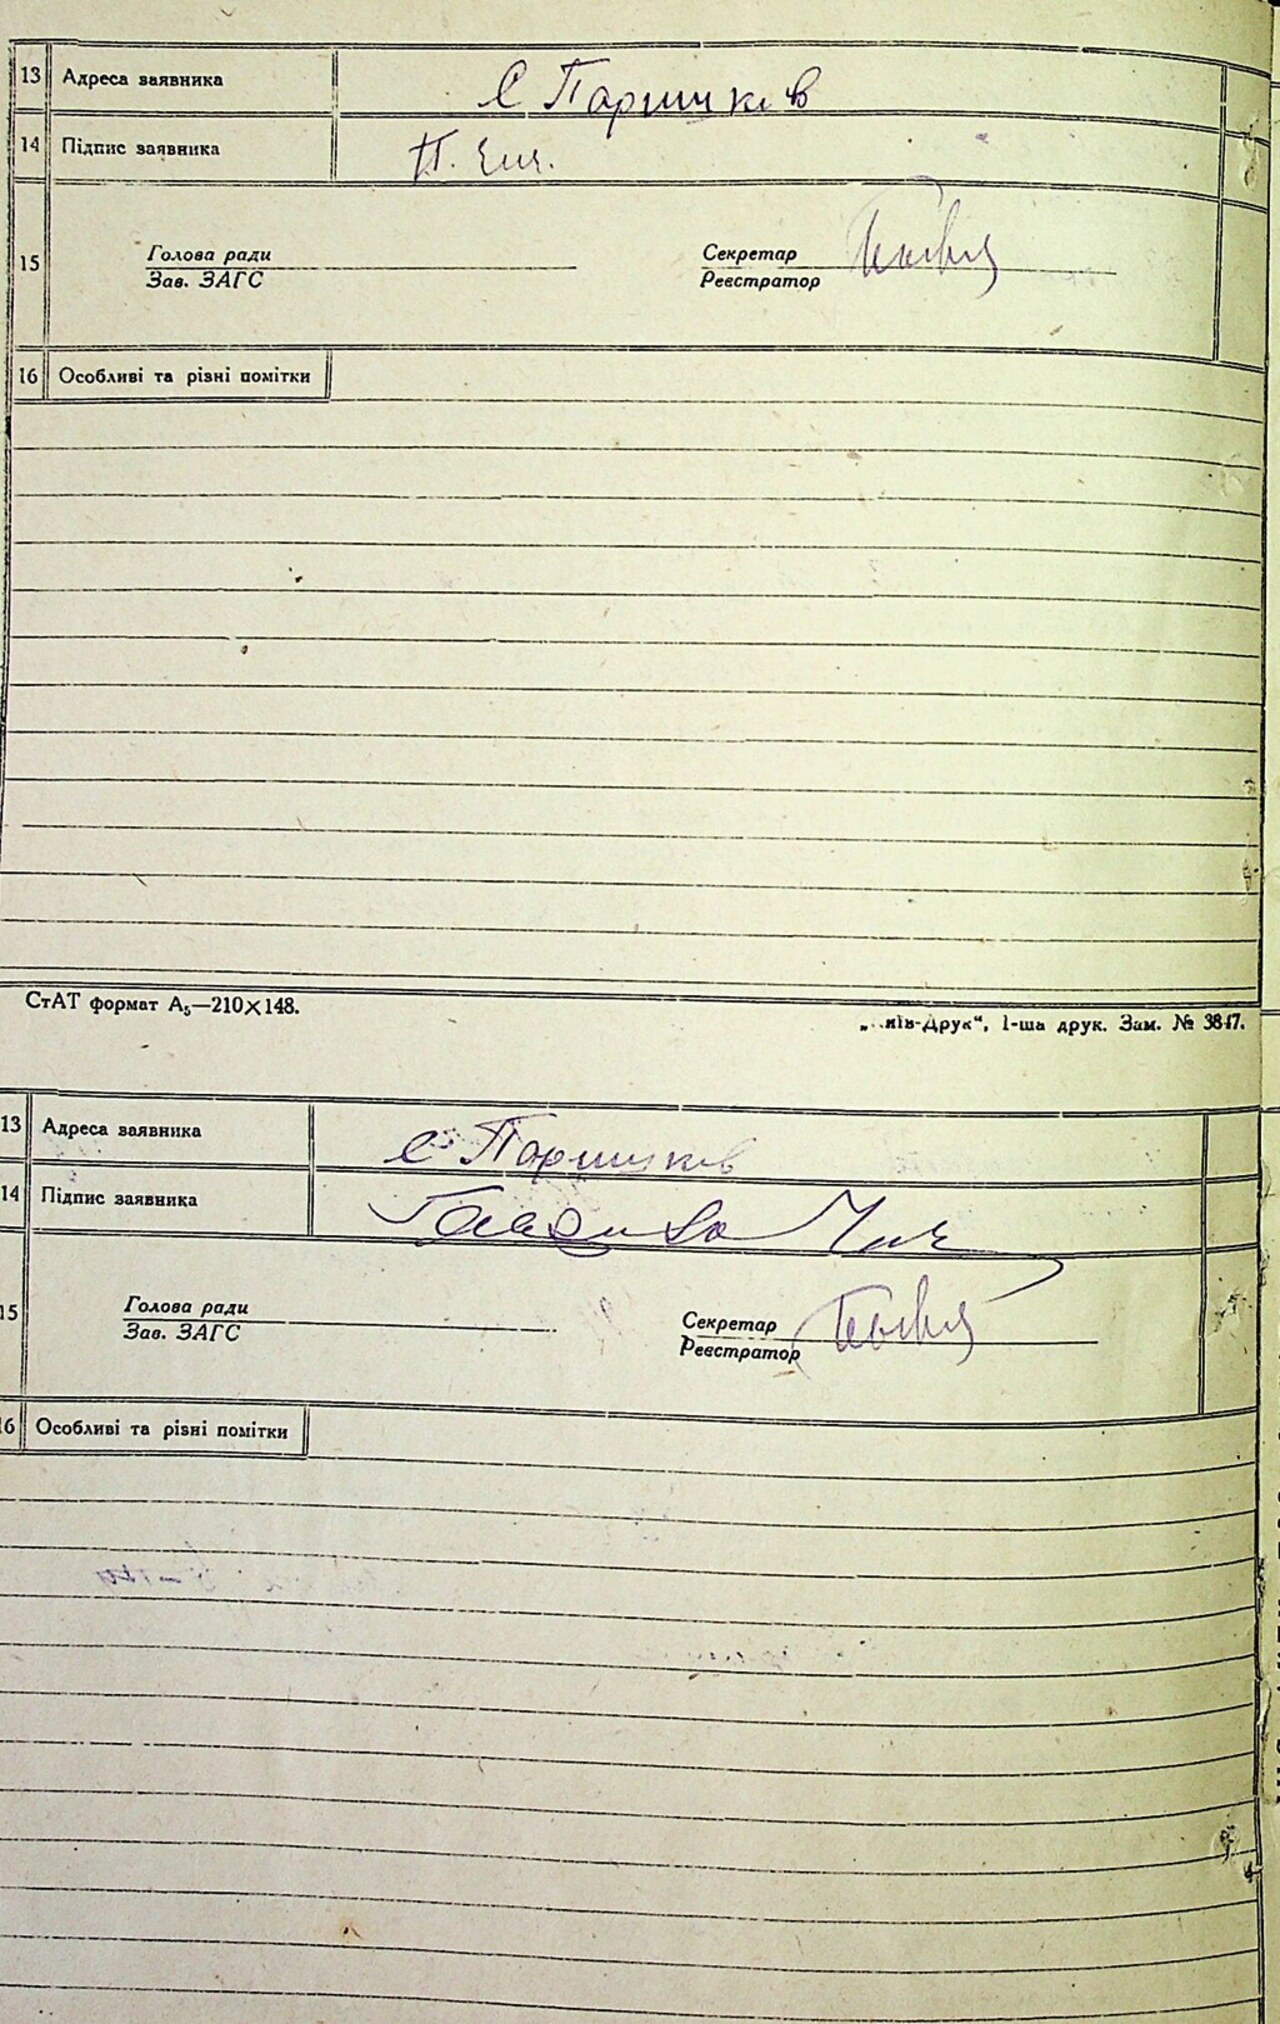 13 Адреса заявника С Паришків
14 Підпис заявника
15 Голова ради Секретар
Зав. ЗАГС Реєстратор
16 Особливі та різні помітки
СтАТ формат А₅—210×148.
1-ша друк. Зам. № 3847.
13 Адреса заявника С Паришків
14 Підпис заявника
15 Голова ради Секретар
Зав. ЗАГС Реєстратор
16 Особливі та різні помітки